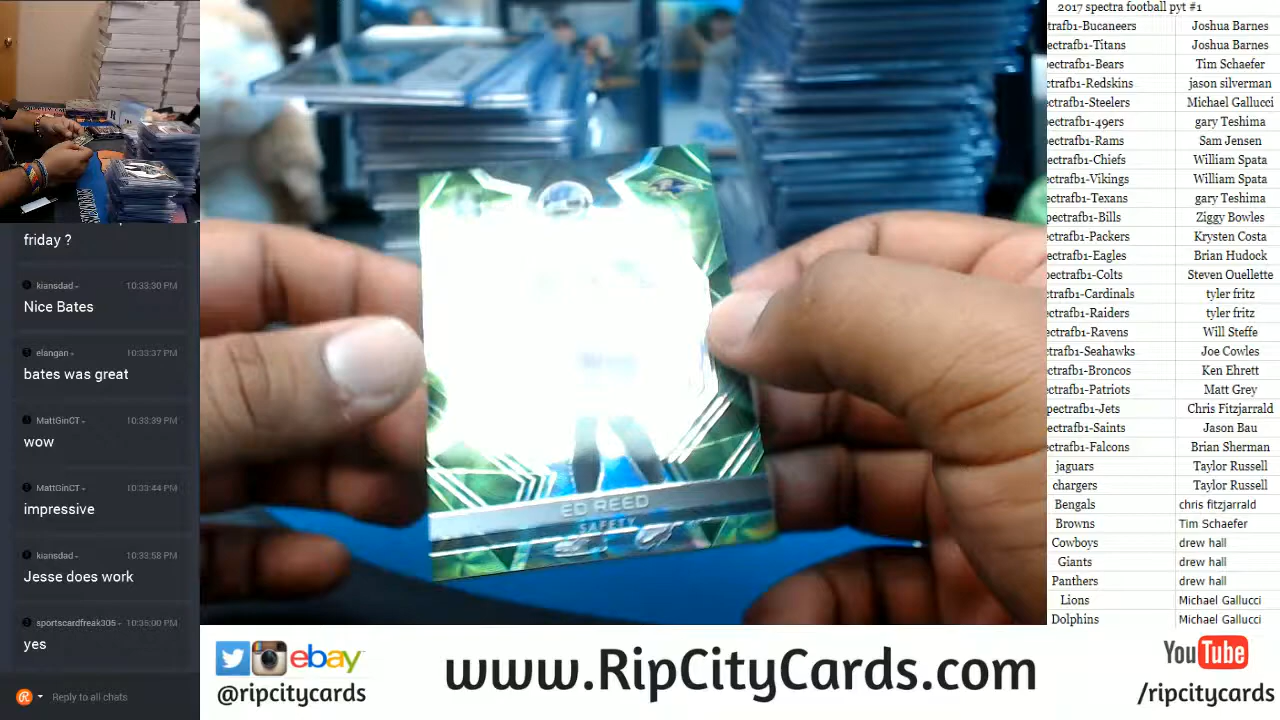 friday ?
kiansdad 10:33:30 PM
Nice Bates
elangan 10:33:37 PM
bates was great
MattGinCT 10:33:39 PM
wow
MattGinCT 10:33:44 PM
impressive
kiansdad 10:33:58 PM
Jesse does work
sportscardfreak305 10:35:00 PM
yes
Reply to all chats
ED REED
SAFETY
2017 spectra football pyt #1
ctrafb1-Bucaneers Joshua Barnes
ectrafb1-Titans Joshua Barnes
ectrafb1-Bears Tim Schaefer
ectrafb1-Redskins jason silverman
ectrafb1-Steelers Michael Gallucci
ectrafb1-49ers gary Teshima
ectrafb1-Rams Sam Jensen
ectrafb1-Chiefs William Spata
ectrafb1-Vikings William Spata
ectrafb1-Texans gary Teshima
pectrafb1-Bills Ziggy Bowles
ectrafb1-Packers Krysten Costa
ectrafb1-Eagles Brian Hudock
pectrafb1-Colts Steven Ouellette
ctrafb1-Cardinals tyler fritz
ectrafb1-Raiders tyler fritz
ectrafb1-Ravens Will Steffe
ctrafb1-Seahawks Joe Cowles
ectrafb1-Broncos Ken Ehrett
ectrafb1-Patriots Matt Grey
pectrafb1-Jets Chris Fitzjarrald
ectrafb1-Saints Jason Bau
ectrafb1-Falcons Brian Sherman
jaguars Taylor Russell
chargers Taylor Russell
Bengals chris fitzjarrald
Browns Tim Schaefer
Cowboys drew hall
Giants drew hall
Panthers drew hall
Lions Michael Gallucci
Dolphins Michael Gallucci
ebay
@ripcitycards
www.RipCityCards.com
YouTube
/ripcitycards